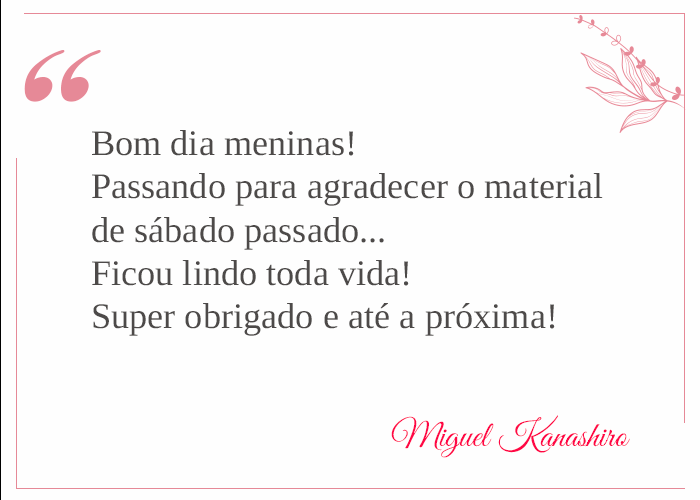 Bom dia meninas!
Passando para agradecer o material
de sábado passado...
Ficou lindo toda vida!
Super obrigado e até a próxima!
Miguel Kanashiro